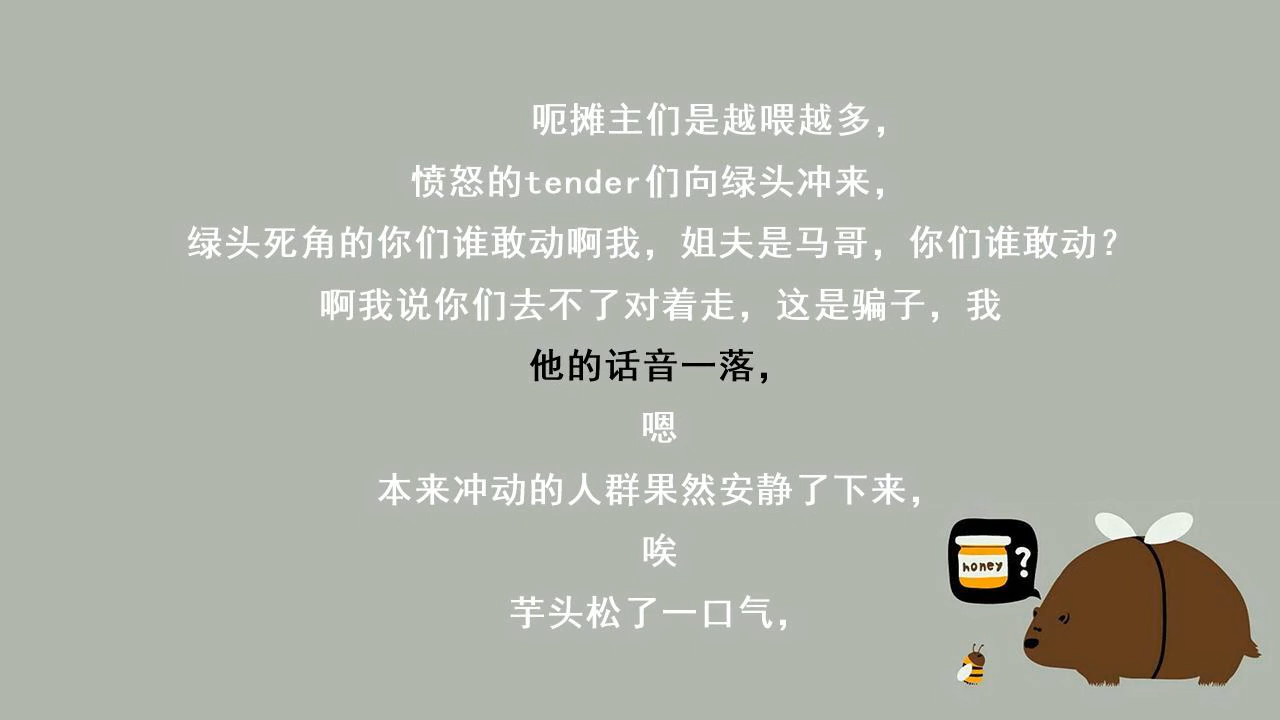 呃摊主们是越喂越多，
愤怒的tender们向绿头冲来，
绿头死角的你们谁敢动啊我，姐夫是马哥，你们谁敢动？
啊我说你们去不了对着走，这是骗子，我
他的话音一落，
嗯
本来冲动的人群果然安静了下来，
唉
芋头松了一口气，
honey
?